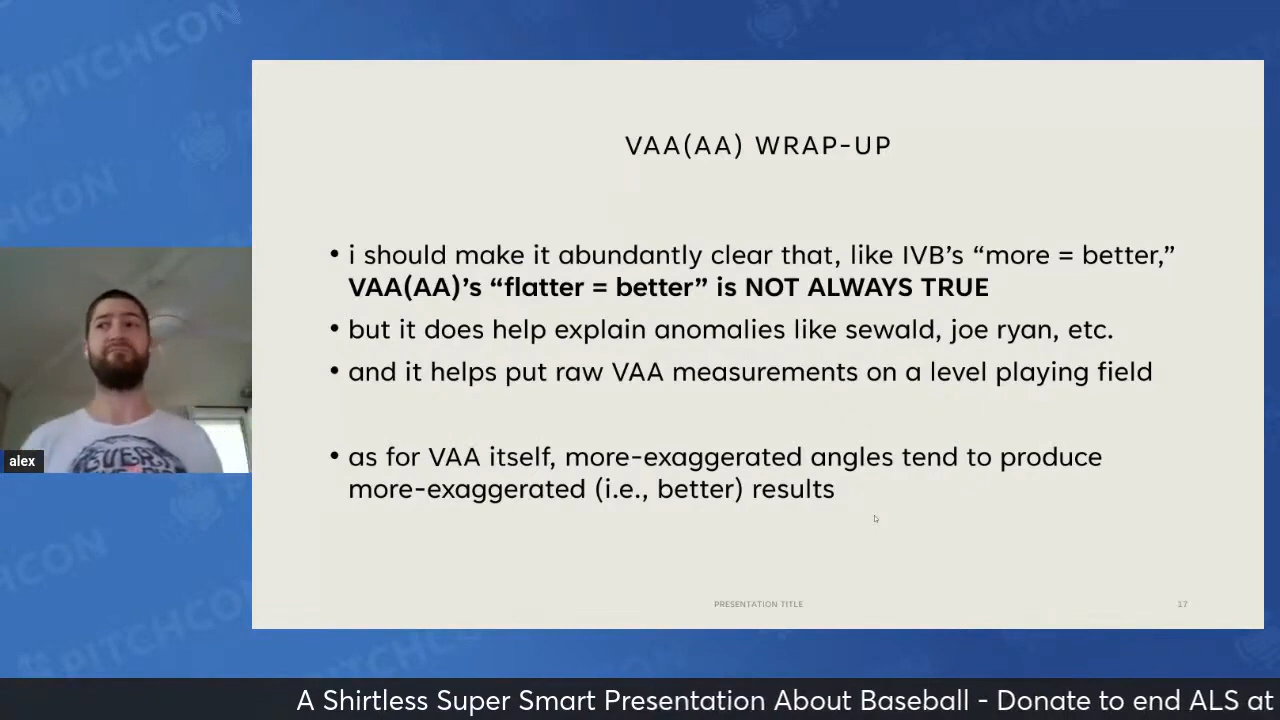 PITCHCON
VAA(AA) WRAP-UP
• i should make it abundantly clear that, like IVB’s “more = better,”
VAA(AA)’s “flatter = better” is NOT ALWAYS TRUE
• but it does help explain anomalies like sewald, joe ryan, etc.
• and it helps put raw VAA measurements on a level playing field
• as for VAA itself, more-exaggerated angles tend to produce
more-exaggerated (i.e., better) results
PRESENTATION TITLE
17
EVERY
alex
A Shirtless Super Smart Presentation About Baseball - Donate to end ALS at